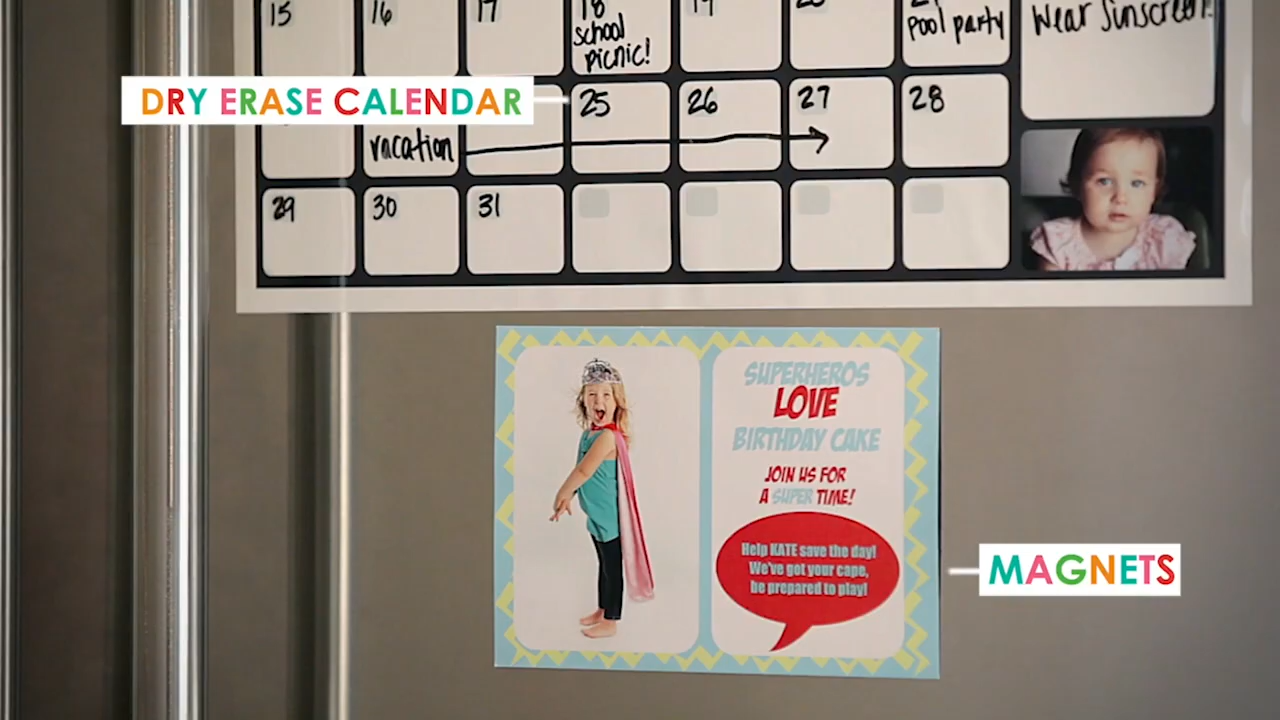 15 16 17 18 19
school
picnic!
Pool party
Wear Sunscreen!
DRY ERASE CALENDAR
25 26 27 28
vacation
29 30 31
SUPERHEROS
LOVE
BIRTHDAY CAKE
JOIN US FOR
A SUPER TIME!
Help KATE save the day!
We've got your cape,
be prepared to play!
MAGNETS